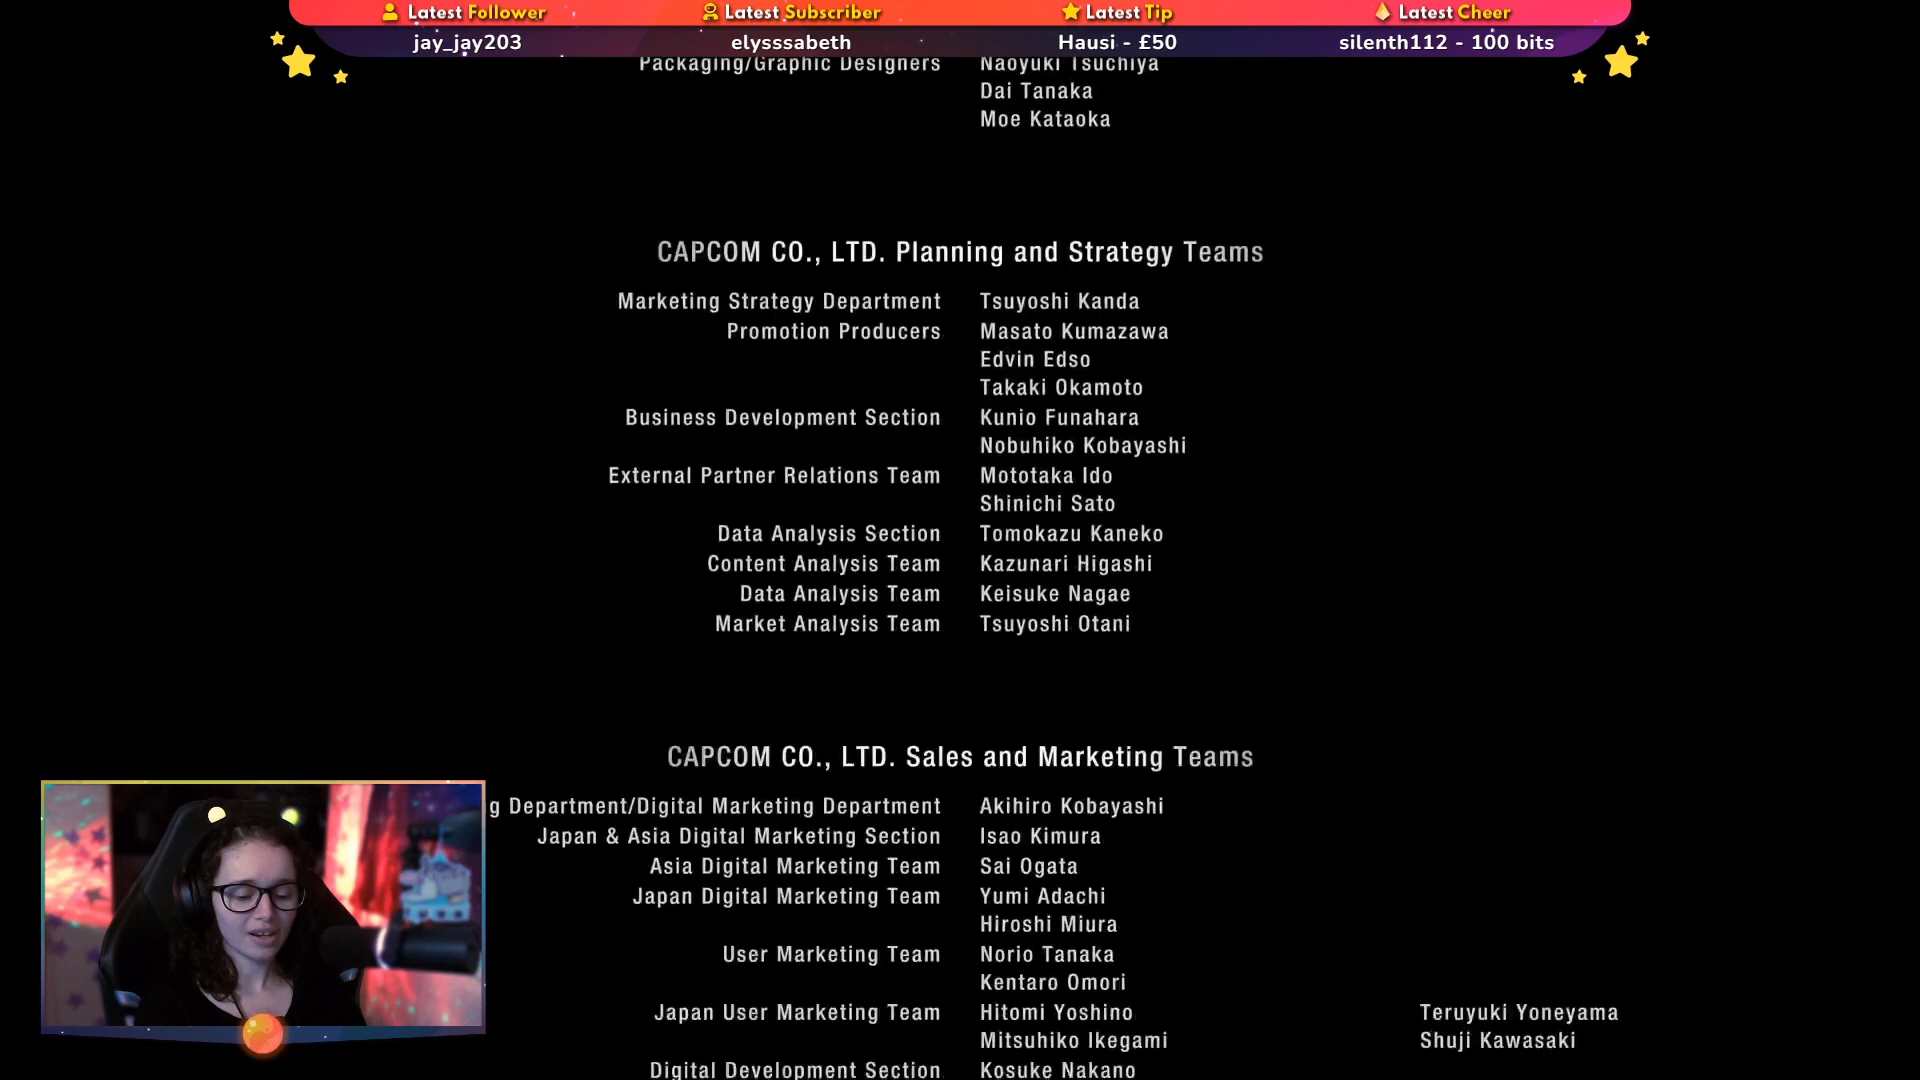 Latest Follower Latest Subscriber Latest Tip Latest Cheer
jay_jay203 elysssabeth Hausi - £50 silenth112 - 100 bits
Packaging/Graphic Designers Naoyuki Tsuchiya
Dai Tanaka
Moe Kataoka
CAPCOM CO., LTD. Planning and Strategy Teams
Marketing Strategy Department Tsuyoshi Kanda
Promotion Producers Masato Kumazawa
Edvin Edso
Takaki Okamoto
Business Development Section Kunio Funahara
Nobuhiko Kobayashi
External Partner Relations Team Mototaka Ido
Shinichi Sato
Data Analysis Section Tomokazu Kaneko
Content Analysis Team Kazunari Higashi
Data Analysis Team Keisuke Nagae
Market Analysis Team Tsuyoshi Otani
CAPCOM CO., LTD. Sales and Marketing Teams
g Department/Digital Marketing Department Akihiro Kobayashi
Japan & Asia Digital Marketing Section Isao Kimura
Asia Digital Marketing Team Sai Ogata
Japan Digital Marketing Team Yumi Adachi
Hiroshi Miura
User Marketing Team Norio Tanaka
Kentaro Omori
Japan User Marketing Team Hitomi Yoshino Teruyuki Yoneyama
Mitsuhiko Ikegami Shuji Kawasaki
Digital Development Section Kosuke Nakano